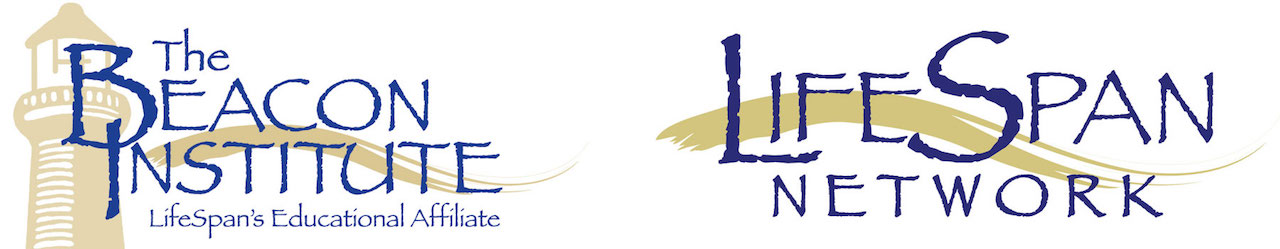 The
BEACON
INSTITUTE
LifeSpan's Educational Affiliate
LIFESPAN
NETWORK